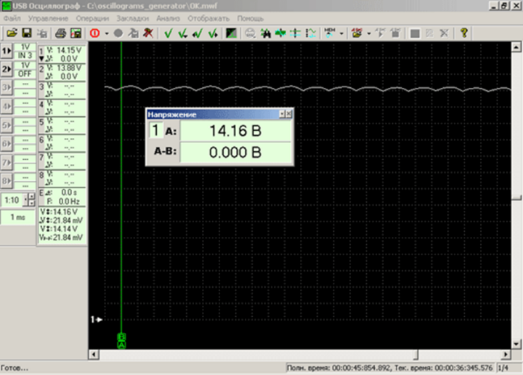 USB Осциллограф - C:\oscillograms_generator\OK.mwf
Файл Управление Операции Закладки Анализ Отображать Помощь
1 1V IN 3
1 V: 14.15 V
0.0 V
2 1V OFF
2 V: 13.88 V
0.0 V
3 V: -.--
4 V: -.--
5 V: -.--
6 V: -.--
7 V: -.--
8 V: -.--
E 0.0 s
F: 0.0 Hz
1:10
1 ms
14.16 V
21.84 mV
14.14 V
21.84 mV
Напряжение
1 A: 14.16 В
A-B: 0.000 В
1
Готов...
Полн. время: 00:00:45:854.892, Тек. время: 00:00:36:345.576 1/4